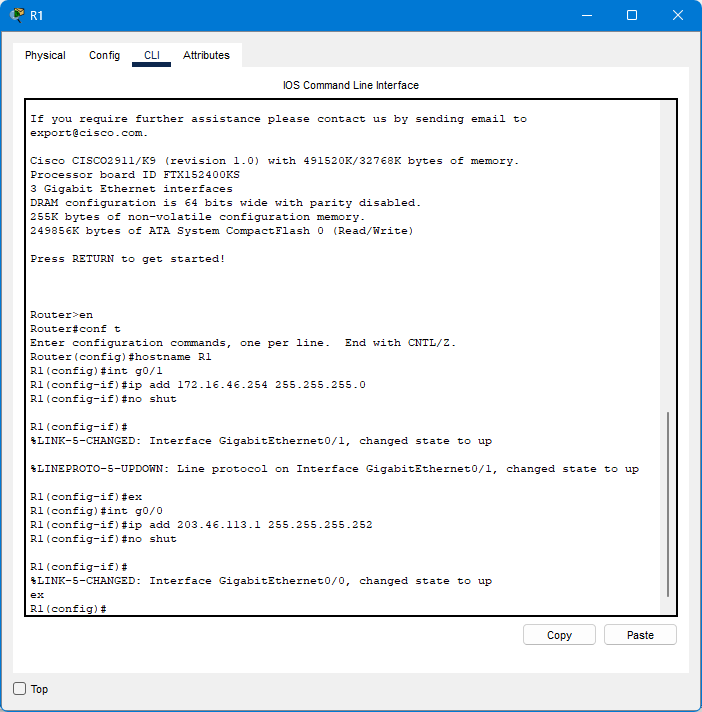 R1
Physical Config CLI Attributes
IOS Command Line Interface
If you require further assistance please contact us by sending email to
export@cisco.com.
Cisco CISCO2911/K9 (revision 1.0) with 491520K/32768K bytes of memory.
Processor board ID FTX152400KS
3 Gigabit Ethernet interfaces
DRAM configuration is 64 bits wide with parity disabled.
255K bytes of non-volatile configuration memory.
249856K bytes of ATA System CompactFlash 0 (Read/Write)
Press RETURN to get started!
Router>en
Router#conf t
Enter configuration commands, one per line.  End with CNTL/Z.
Router(config)#hostname R1
R1(config)#int g0/1
R1(config-if)#ip add 172.16.46.254 255.255.255.0
R1(config-if)#no shut
R1(config-if)#
%LINK-5-CHANGED: Interface GigabitEthernet0/1, changed state to up
%LINEPROTO-5-UPDOWN: Line protocol on Interface GigabitEthernet0/1, changed state to up
R1(config-if)#ex
R1(config)#int g0/0
R1(config-if)#ip add 203.46.113.1 255.255.255.252
R1(config-if)#no shut
R1(config-if)#
%LINK-5-CHANGED: Interface GigabitEthernet0/0, changed state to up
ex
R1(config)#
Copy Paste
Top